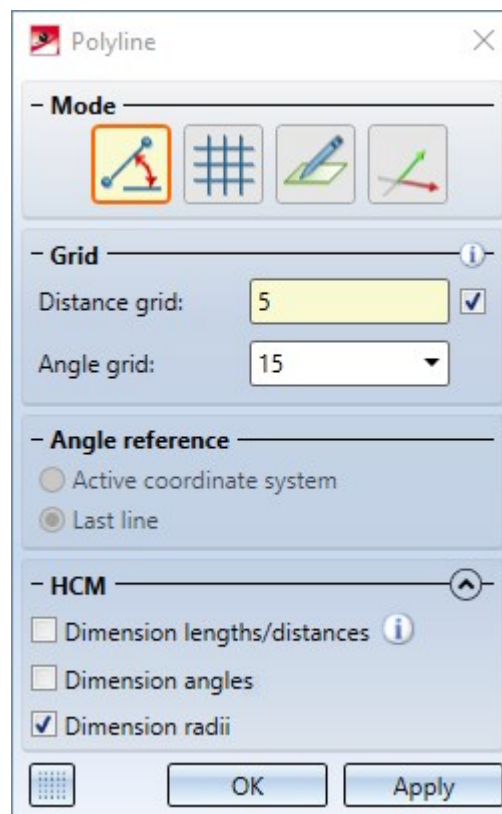 Polyline
Mode
Grid
Distance grid: 5
Angle grid: 15
Angle reference
Active coordinate system
Last line
HCM
Dimension lengths/distances
Dimension angles
Dimension radii
OK Apply